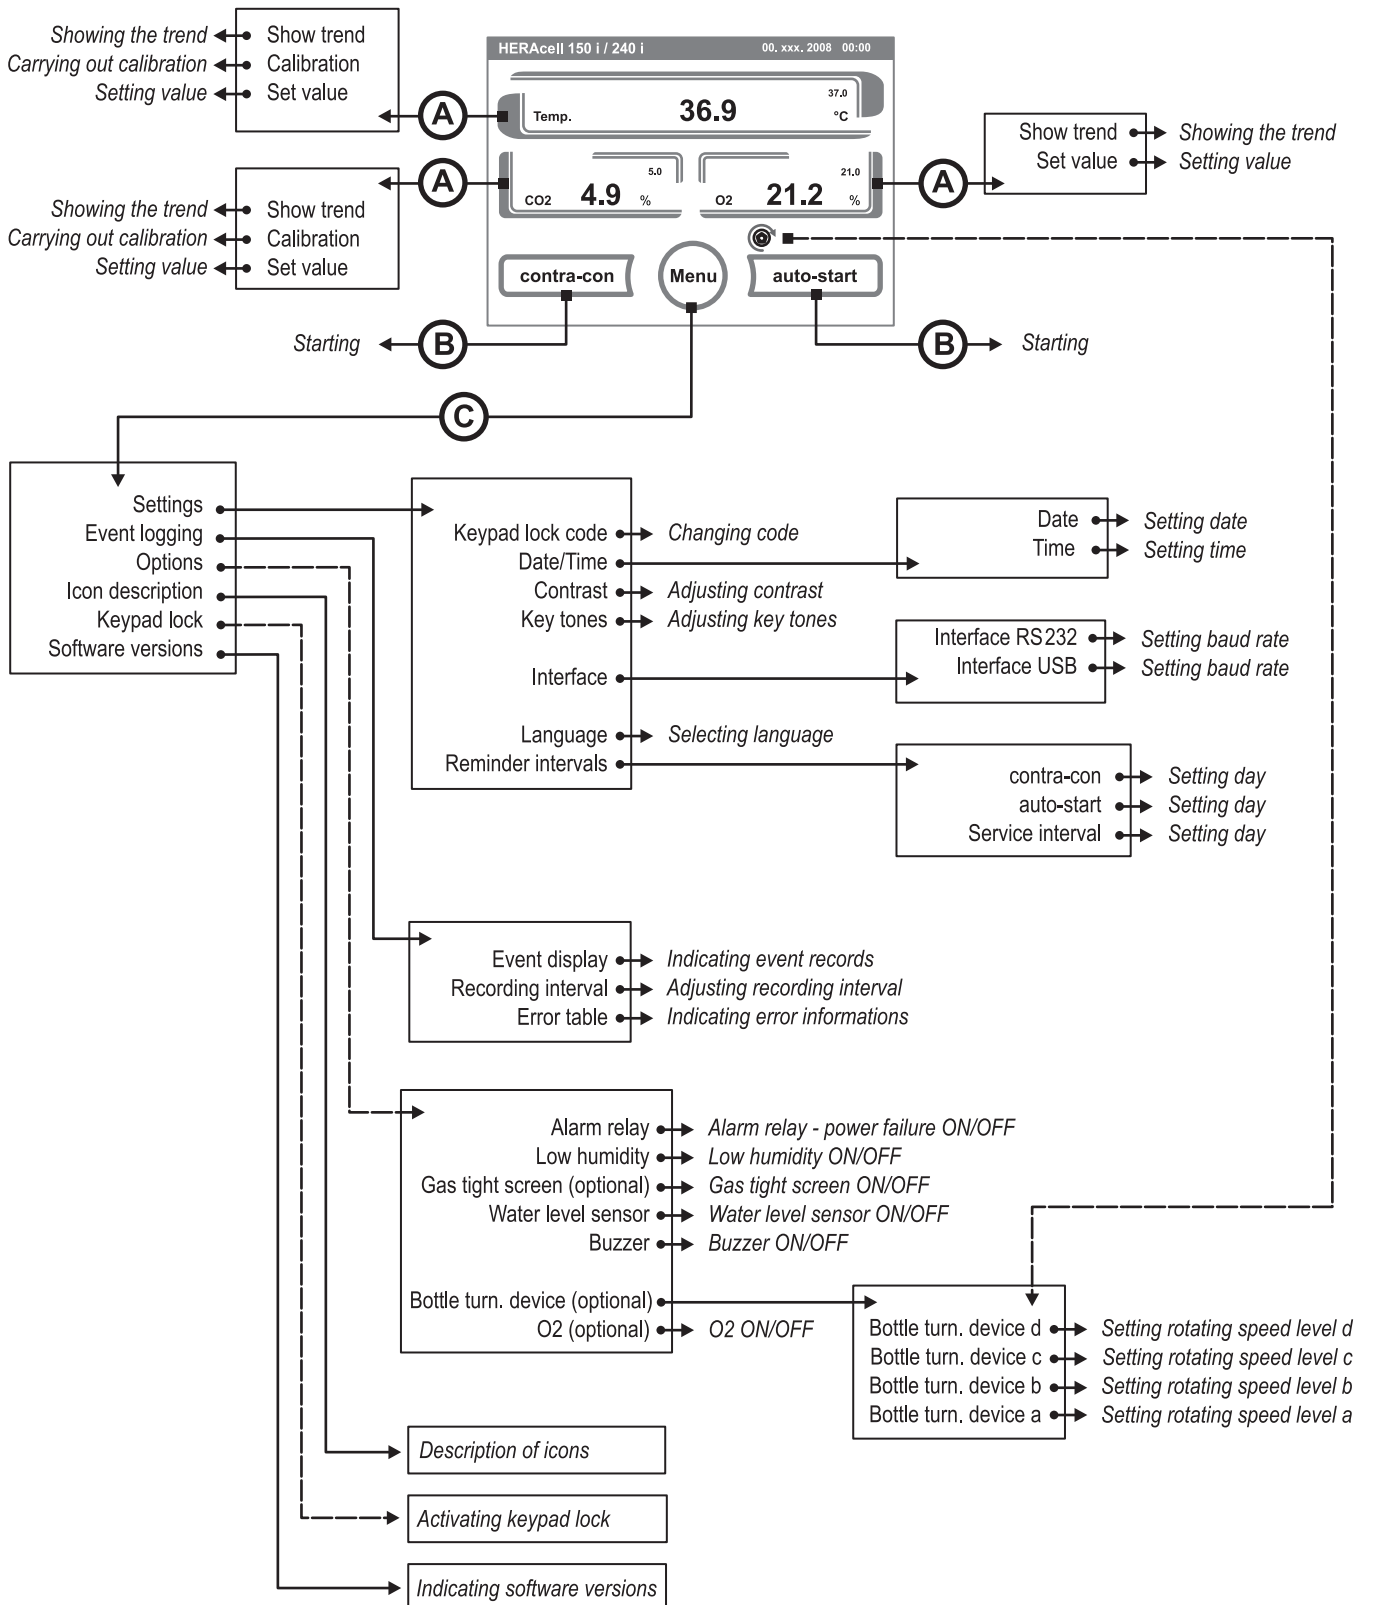 Showing the trend
Carrying out calibration
Setting value
Show trend
Calibration
Set value
A
HERAcell 150 i / 240 i 00. xxx. 2008 00:00
37.0
Temp. 36.9 °C
5.0
CO2 4.9 %
21.0
O2 21.2 %
contra-con
Menu
auto-start
A
Show trend Showing the trend
Set value Setting value
A
Showing the trend
Carrying out calibration
Setting value
Show trend
Calibration
Set value
Starting
B
B
Starting
C
Settings
Event logging
Options
Icon description
Keypad lock
Software versions
Keypad lock code Changing code
Date/Time
Contrast Adjusting contrast
Key tones Adjusting key tones
Interface
Language Selecting language
Reminder intervals
Date Setting date
Time Setting time
Interface RS232 Setting baud rate
Interface USB Setting baud rate
contra-con Setting day
auto-start Setting day
Service interval Setting day
Event display Indicating event records
Recording interval Adjusting recording interval
Error table Indicating error informations
Alarm relay Alarm relay - power failure ON/OFF
Low humidity Low humidity ON/OFF
Gas tight screen (optional) Gas tight screen ON/OFF
Water level sensor Water level sensor ON/OFF
Buzzer Buzzer ON/OFF
Bottle turn. device (optional)
O2 (optional) O2 ON/OFF
Bottle turn. device d Setting rotating speed level d
Bottle turn. device c Setting rotating speed level c
Bottle turn. device b Setting rotating speed level b
Bottle turn. device a Setting rotating speed level a
Description of icons
Activating keypad lock
Indicating software versions